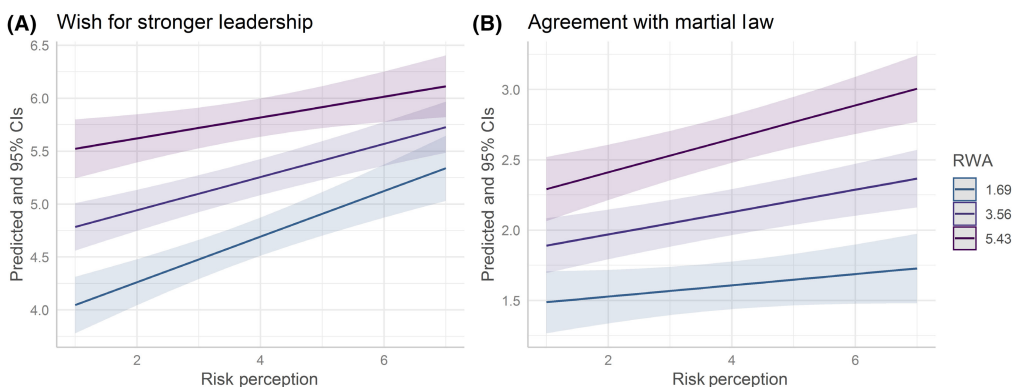 (A) Wish for stronger leadership
6.5
6.0
5.5
5.0
4.5
4.0
Predicted and 95% CIs
2 4 6
Risk perception
(B) Agreement with martial law
3.0
2.5
2.0
1.5
Predicted and 95% CIs
2 4 6
Risk perception
RWA
1.69
3.56
5.43